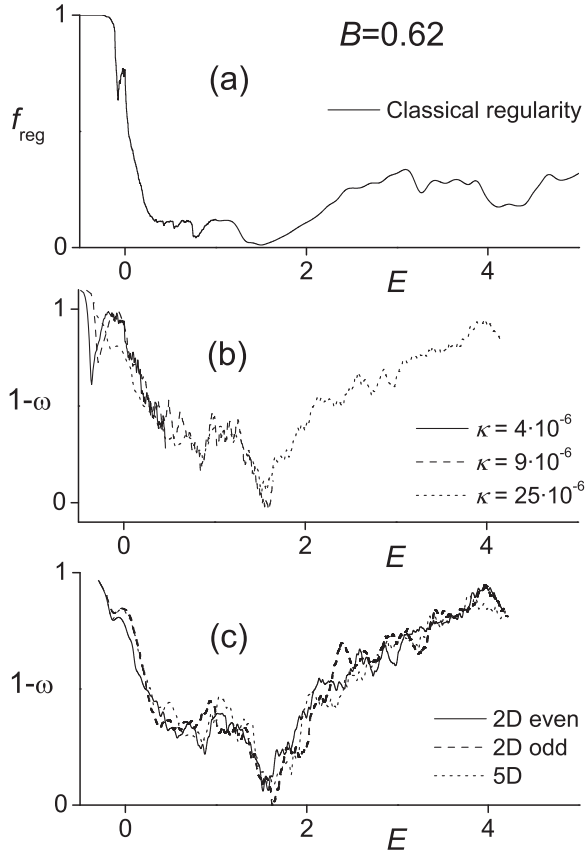 1
B=0.62
(a)
Classical regularity
f_reg
0
0 2 4
E
1
(b)
1-ω
κ = 4·10⁻⁶
κ = 9·10⁻⁶
κ = 25·10⁻⁶
0
0 2 4
E
1
(c)
1-ω
2D even
2D odd
5D
0
0 2 4
E